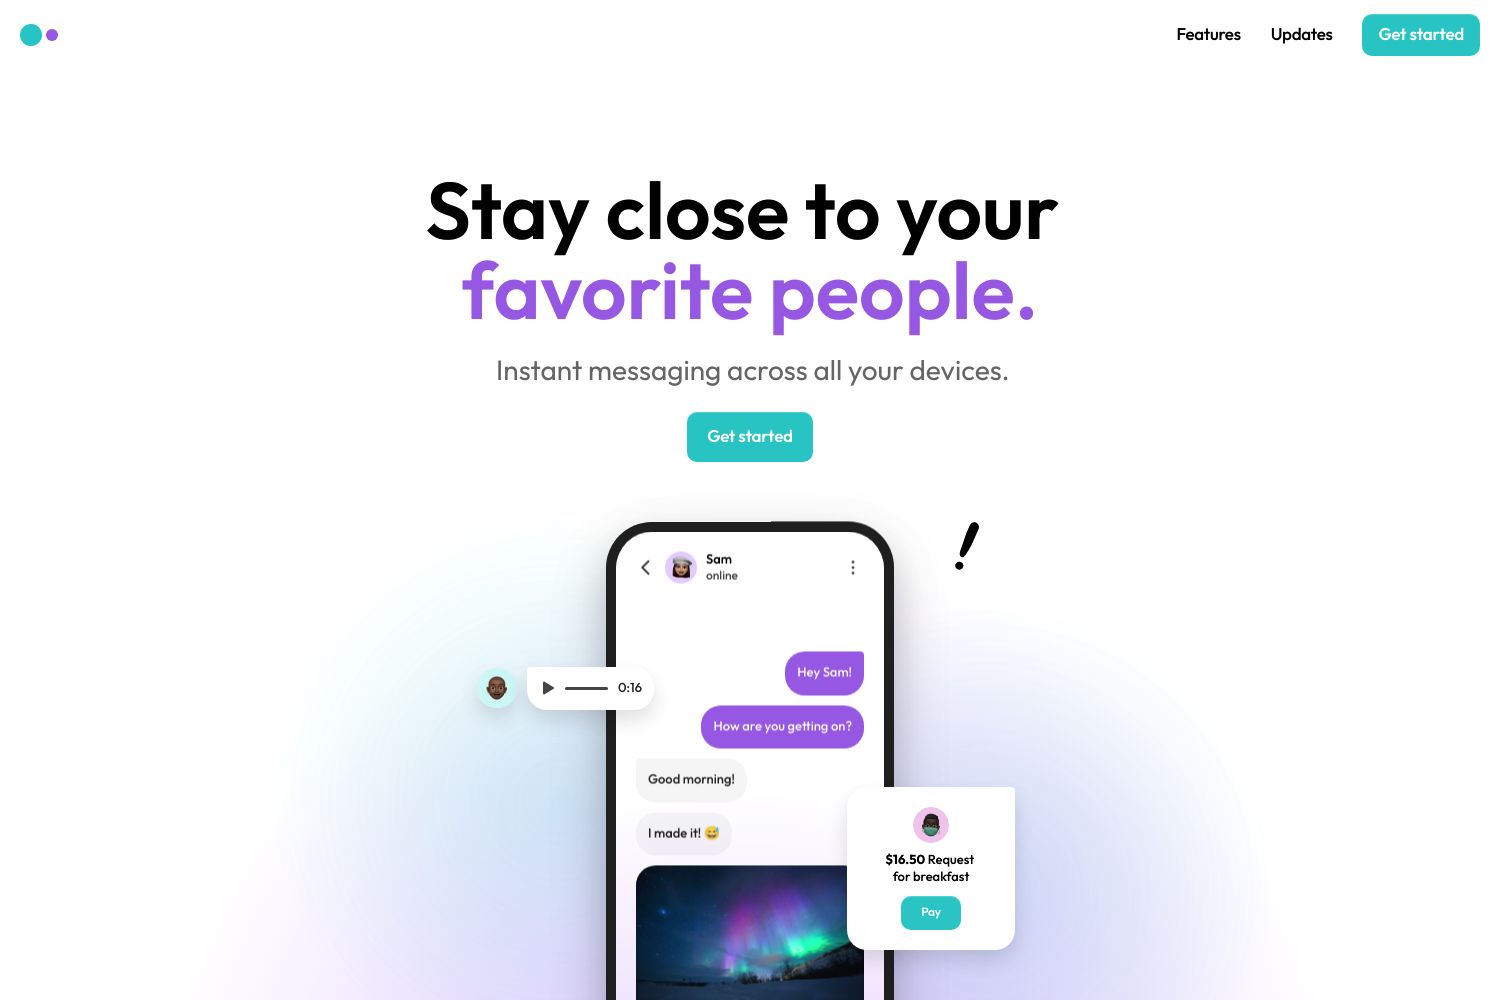 Features Updates Get started
Stay close to your
favorite people.
Instant messaging across all your devices.
Get started
Sam
online
Hey Sam!
0:16
How are you getting on?
Good morning!
I made it! 😅
$16.50 Request
for breakfast
Pay